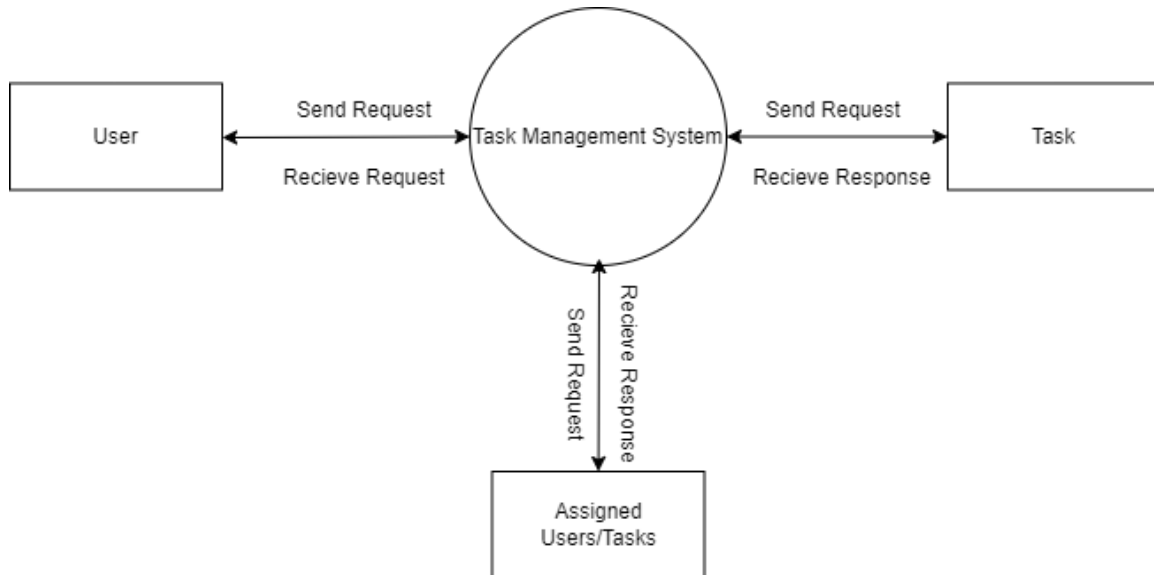 Send Request
Send Request
User
Task Management System
Task
Recieve Request
Recieve Response
Send Request
Recieve Response
Assigned
Users/Tasks